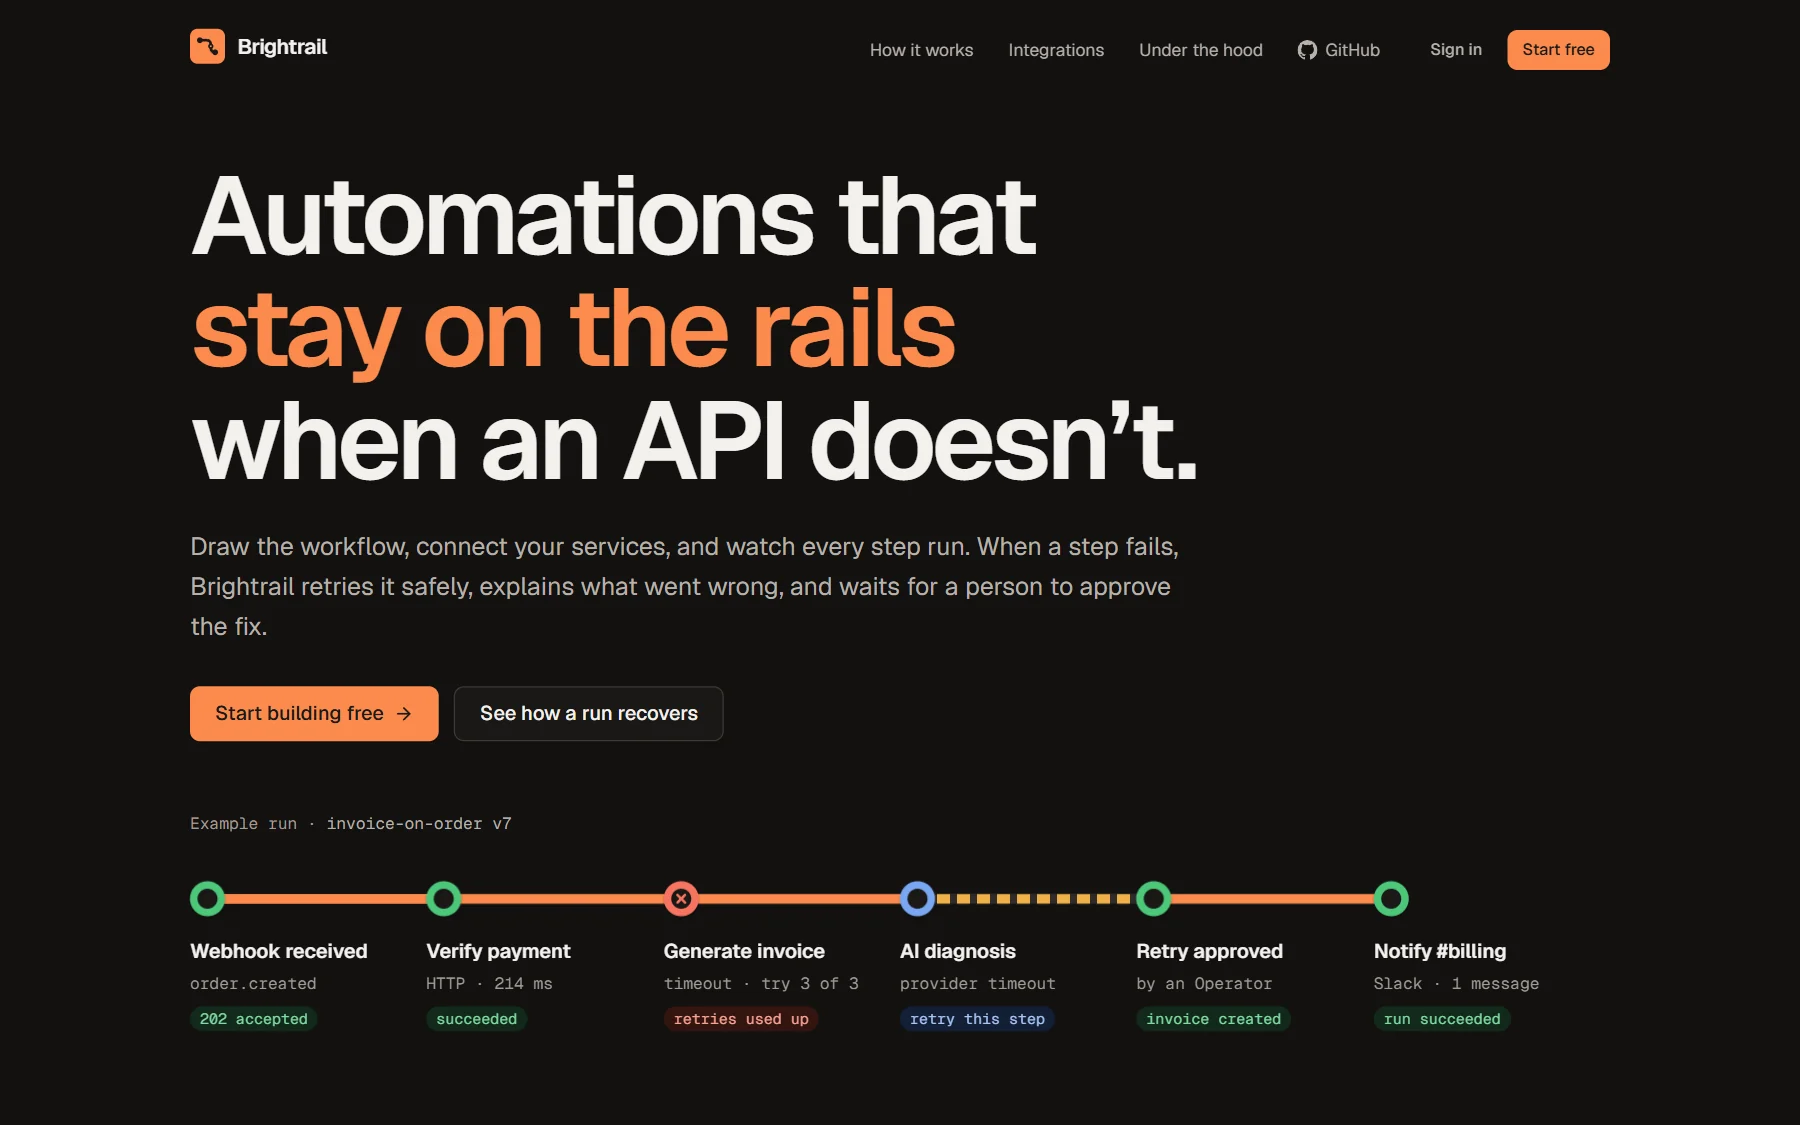 Brightrail
How it works
Integrations
Under the hood
GitHub
Sign in
Start free
Automations that
stay on the rails
when an API doesn’t.
Draw the workflow, connect your services, and watch every step run. When a step fails,
Brightrail retries it safely, explains what went wrong, and waits for a person to approve
the fix.
Start building free →
See how a run recovers
Example run · invoice-on-order v7
Webhook received
order.created
202 accepted
Verify payment
HTTP · 214 ms
succeeded
Generate invoice
timeout · try 3 of 3
retries used up
AI diagnosis
provider timeout
retry this step
Retry approved
by an Operator
invoice created
Notify #billing
Slack · 1 message
run succeeded